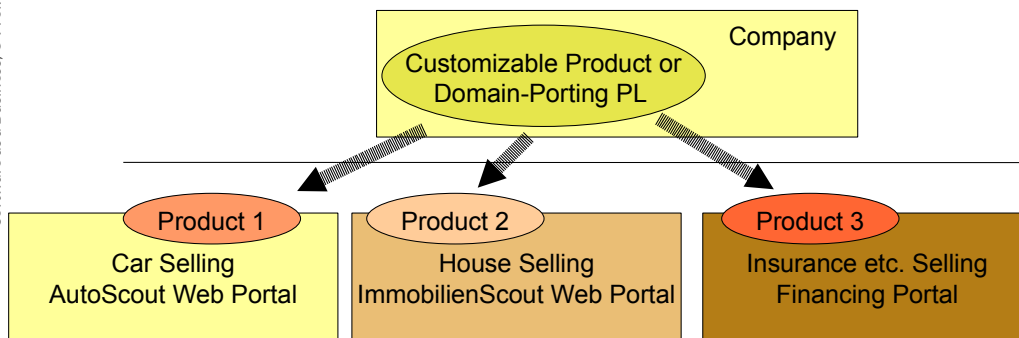 Company
Customizable Product or
Domain-Porting PL
Product 1
Car Selling
AutoScout Web Portal
Product 2
House Selling
ImmobilienScout Web Portal
Product 3
Insurance etc. Selling
Financing Portal